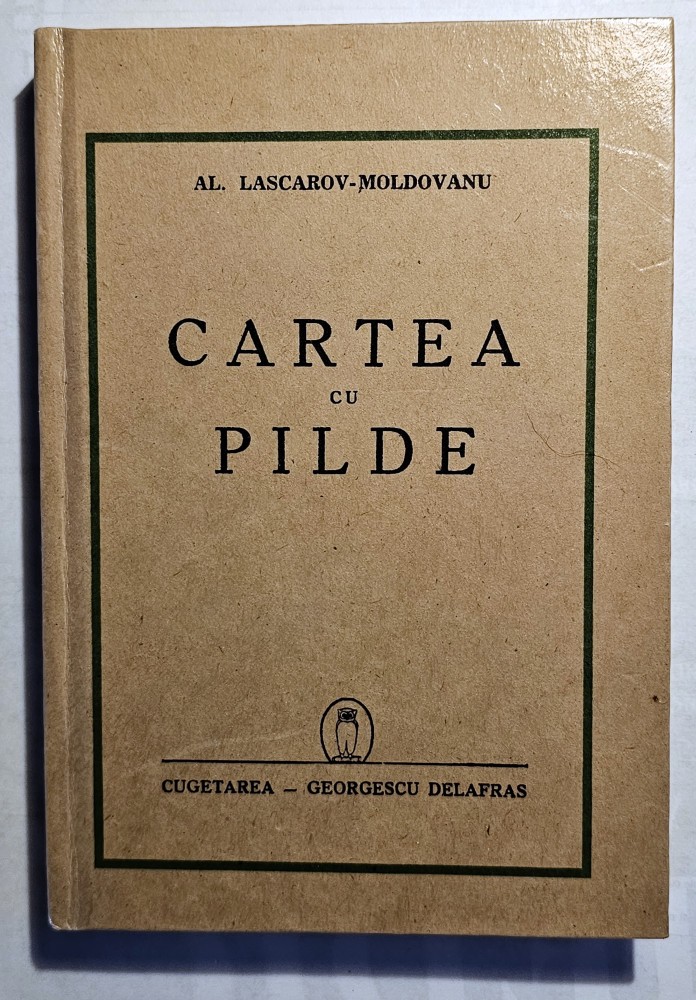 AL. LASCAROV-MOLDOVANU
CARTEA
CU
PILDE
CUGETAREA — GEORGESCU DELAFRAS